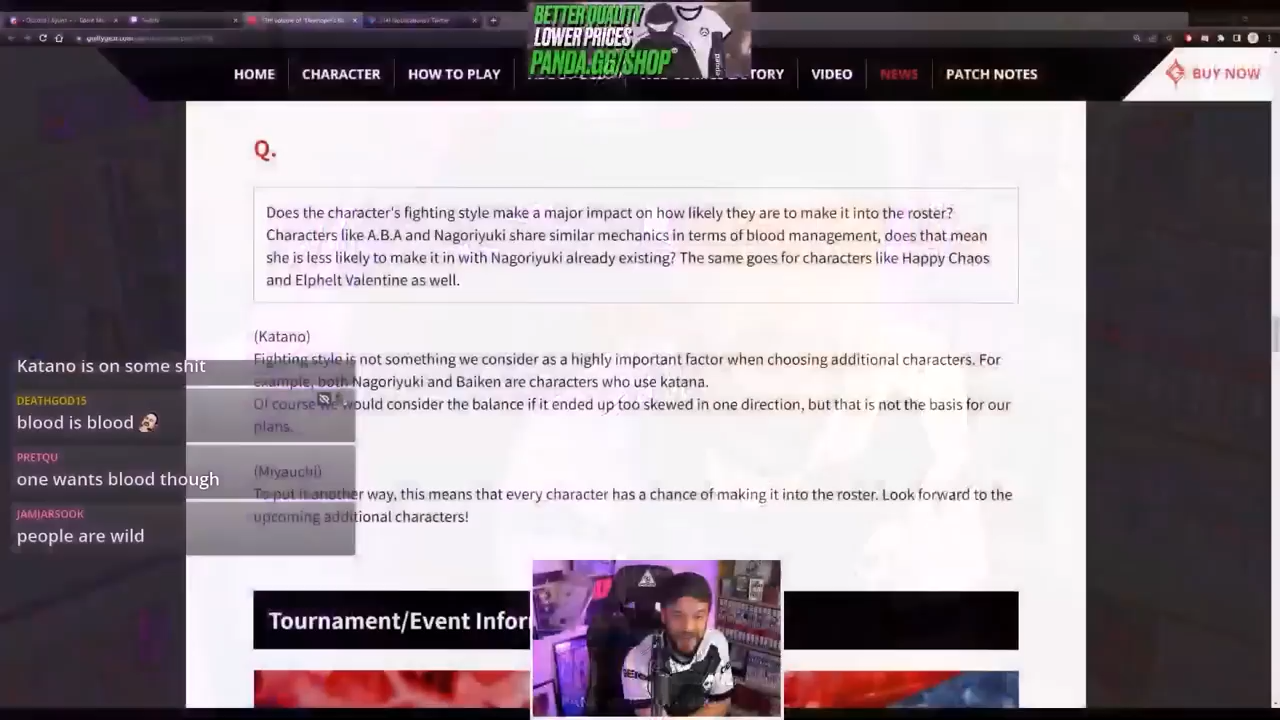 BETTER QUALITY
LOWER PRICES
PANDA.GG/SHOP
HOME
CHARACTER
HOW TO PLAY
VIDEO
NEWS
PATCH NOTES
BUY NOW
Q.
Does the character's fighting style make a major impact on how likely they are to make it into the roster?
Characters like A.B.A and Nagoriyuki share similar mechanics in terms of blood management, does that mean
she is less likely to make it in with Nagoriyuki already existing? The same goes for characters like Happy Chaos
and Elphelt Valentine as well.
(Katano)
Fighting style is not something we consider as a highly important factor when choosing additional characters. For
example, both Nagoriyuki and Baiken are characters who use katana.
Of course we would consider the balance if it ended up too skewed in one direction, but that is not the basis for our
plans.
(Miyauchi)
To put it another way, this means that every character has a chance of making it into the roster. Look forward to the
upcoming additional characters!
Tournament/Event Infor
Katano is on some shit
DEATHGOD15
blood is blood
PRETQU
one wants blood though
JAMJARSOOK
people are wild